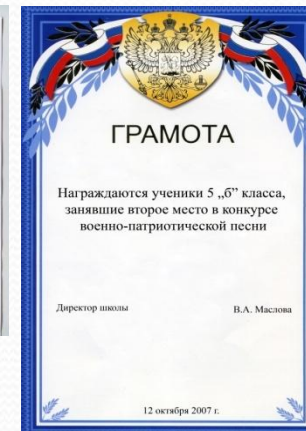 ГРАМОТА
Награждаются ученики 5 „б” класса,
занявшие второе место в конкурсе
военно-патриотической песни
Директор школы В.А. Маслова
12 октября 2007 г.